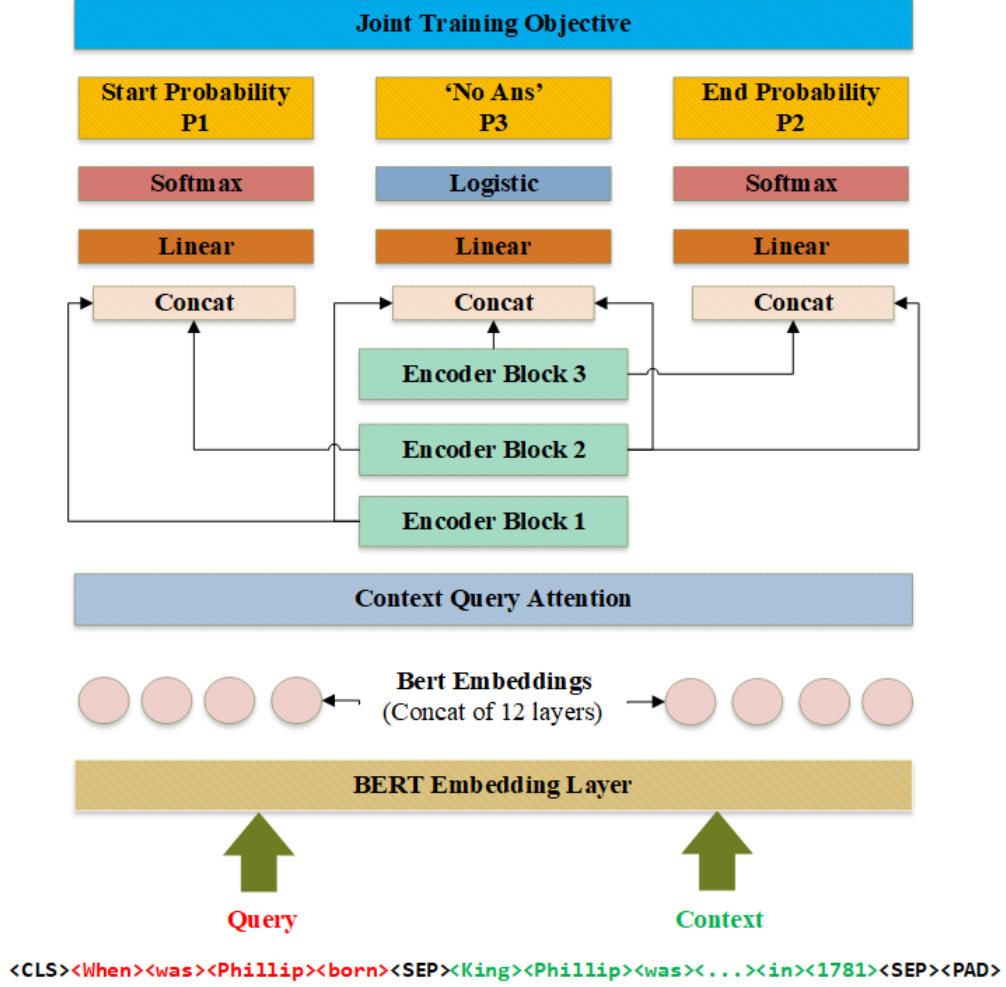 Joint Training Objective
Start Probability
P1
‘No Ans’
P3
End Probability
P2
Softmax
Logistic
Softmax
Linear
Linear
Linear
Concat
Concat
Concat
Encoder Block 3
Encoder Block 2
Encoder Block 1
Context Query Attention
Bert Embeddings
(Concat of 12 layers)
BERT Embedding Layer
Query
Context
<CLS><When><was><Phillip><born><SEP><King><Phillip><was><...><in><1781><SEP><PAD>